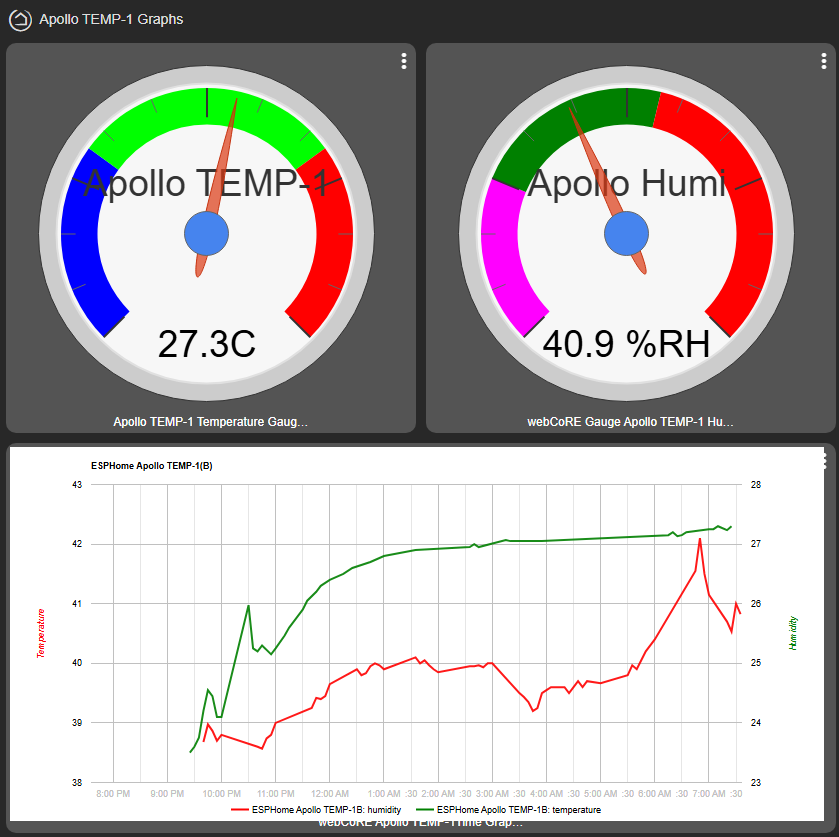 Apollo TEMP-1 Graphs
Apollo TEMP-1
27.3C
Apollo TEMP-1 Temperature Gaug...
Apollo Humi
40.9 %RH
webCoRE Gauge Apollo TEMP-1 Hu...
ESPHome Apollo TEMP-1(B)
43 28
42 27
41 26
Temperature
Humidity
40 25
39 24
38 23
8:00 PM 9:00 PM 10:00 PM 11:00 PM 12:00 AM 1:00 AM :30 2:00 AM :30 3:00 AM :30 4:00 AM :30 5:00 AM :30 6:00 AM :30 7:00 AM :30
ESPHome Apollo TEMP-1B: humidity ESPHome Apollo TEMP-1B: temperature
webCoRE Apollo TEMP-1Time Grap...